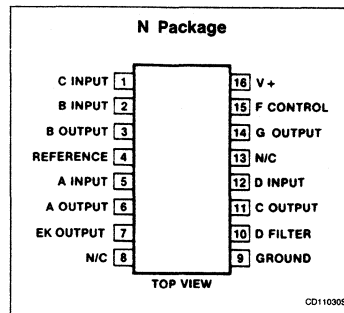 N Package
C INPUT 1 16 V+
B INPUT 2 15 F CONTROL
B OUTPUT 3 14 G OUTPUT
REFERENCE 4 13 N/C
A INPUT 5 12 D INPUT
A OUTPUT 6 11 C OUTPUT
EK OUTPUT 7 10 D FILTER
N/C 8 9 GROUND
TOP VIEW
CD11030S